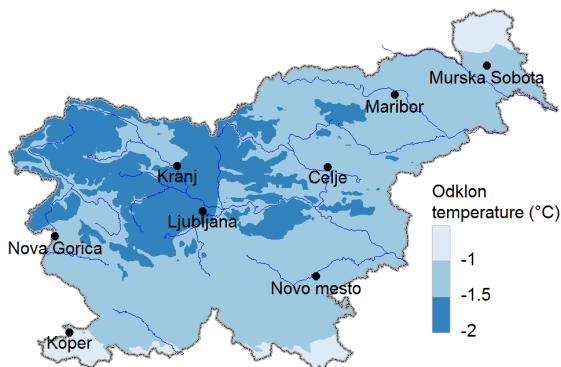 Murska Sobota
Maribor
Kranj
Celje
Ljubljana
Nova Gorica
Novo mesto
Koper
Odklon
temperature (°C)
-1
-1.5
-2